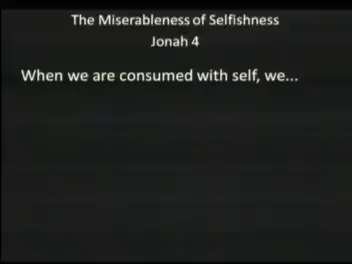 The Miserableness of Selfishness
Jonah 4
When we are consumed with self, we...